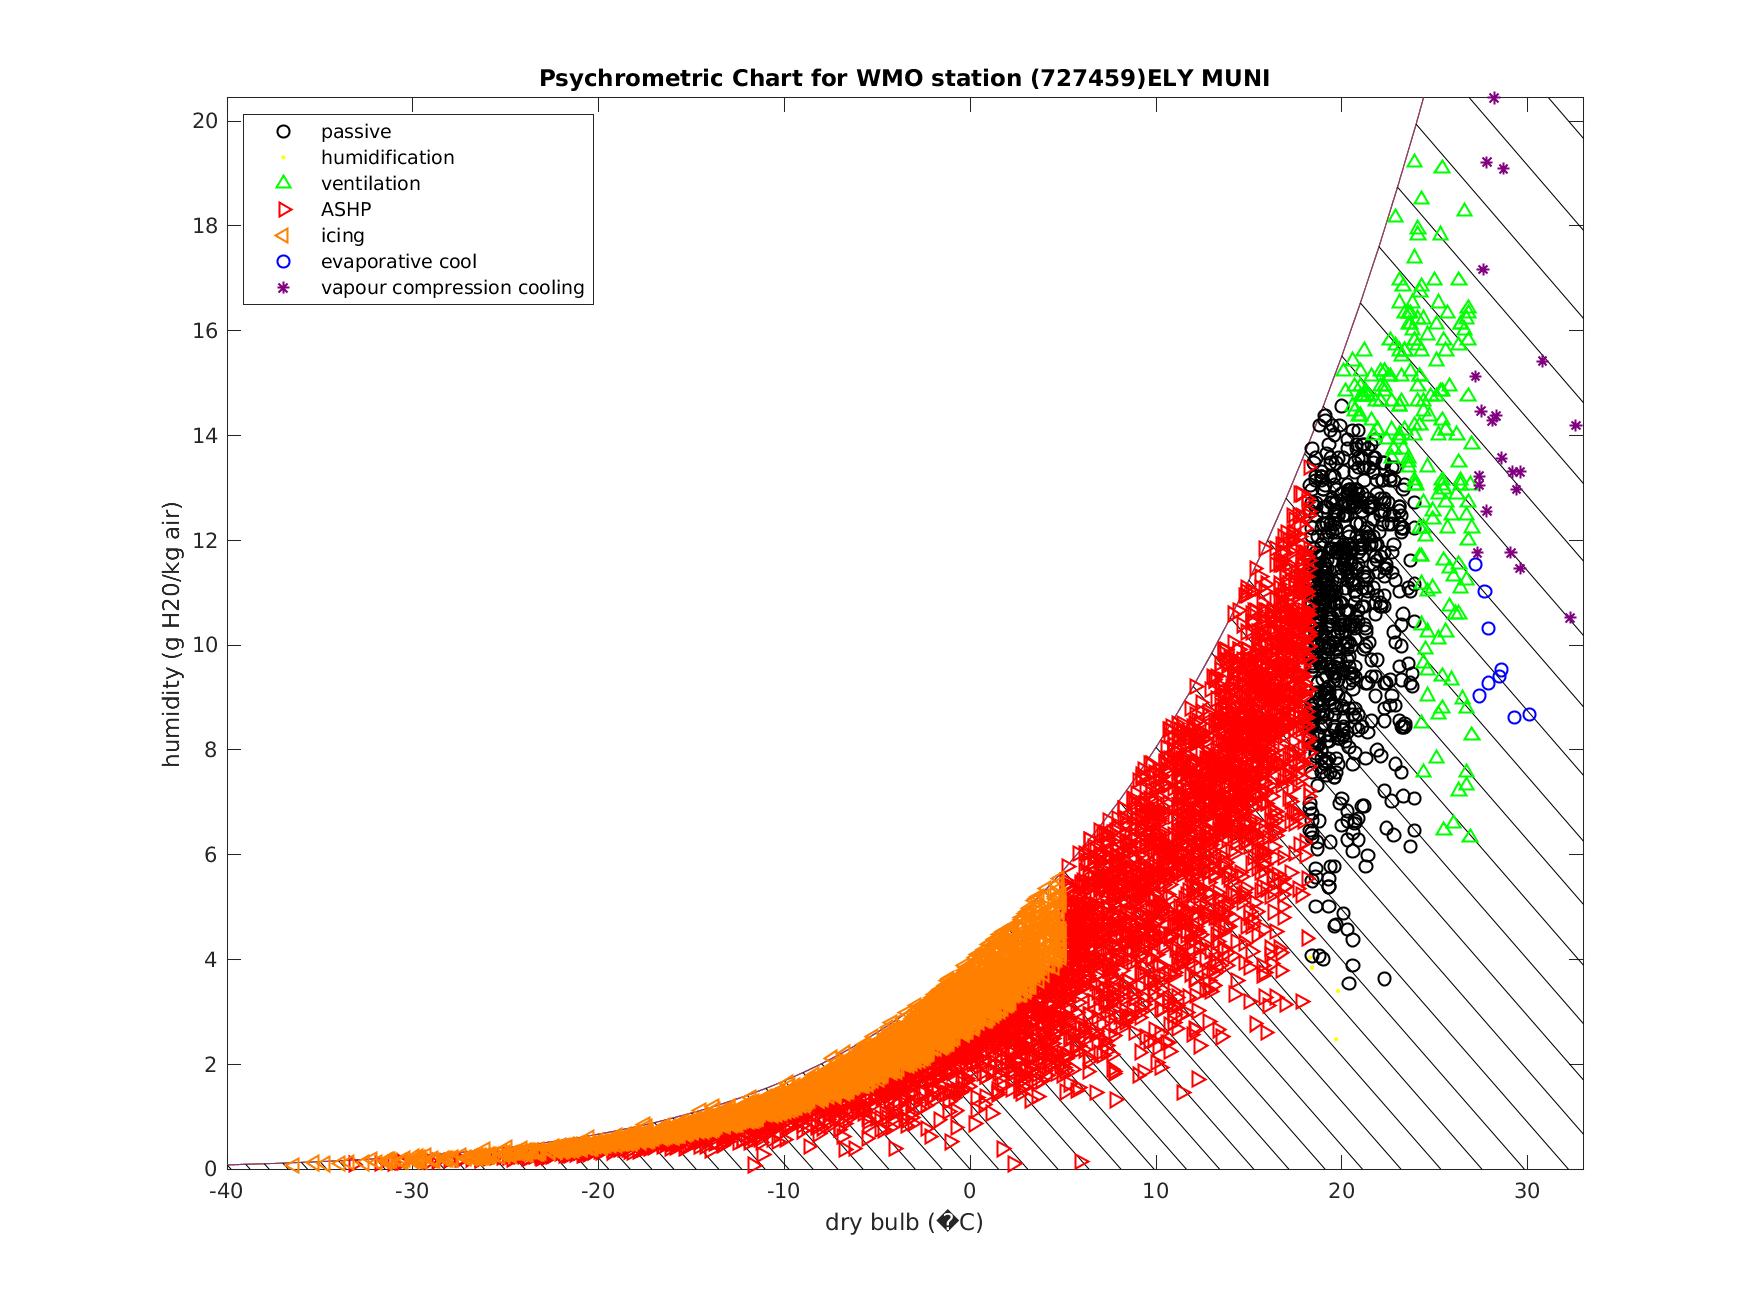 Psychrometric Chart for WMO station (727459)ELY MUNI
passive
humidification
ventilation
ASHP
icing
evaporative cool
vapour compression cooling
humidity (g H20/kg air)
20
18
16
14
12
10
8
6
4
2
0
-40 -30 -20 -10 0 10 20 30
dry bulb (�C)